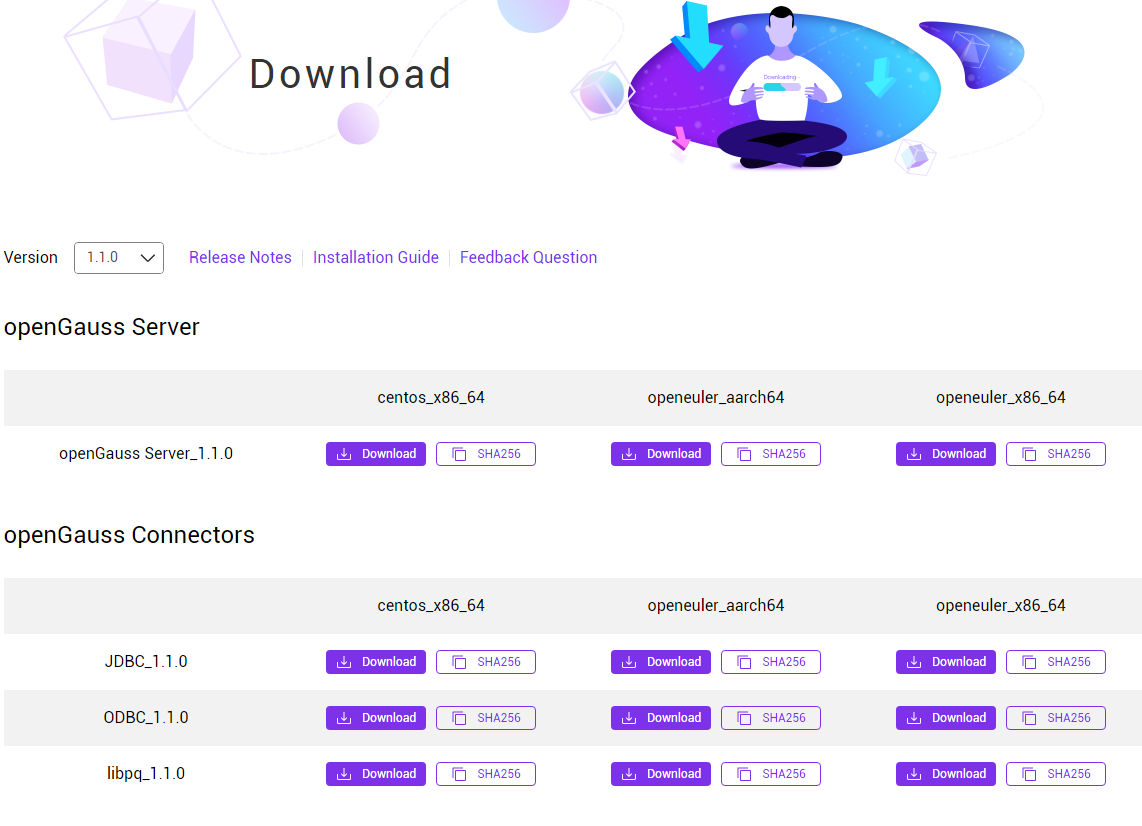 Download
Downloading -
Version 1.1.0 Release Notes Installation Guide Feedback Question
openGauss Server
centos_x86_64 openeuler_aarch64 openeuler_x86_64
openGauss Server_1.1.0 Download SHA256 Download SHA256 Download SHA256
openGauss Connectors
centos_x86_64 openeuler_aarch64 openeuler_x86_64
JDBC_1.1.0 Download SHA256 Download SHA256 Download SHA256
ODBC_1.1.0 Download SHA256 Download SHA256 Download SHA256
libpq_1.1.0 Download SHA256 Download SHA256 Download SHA256